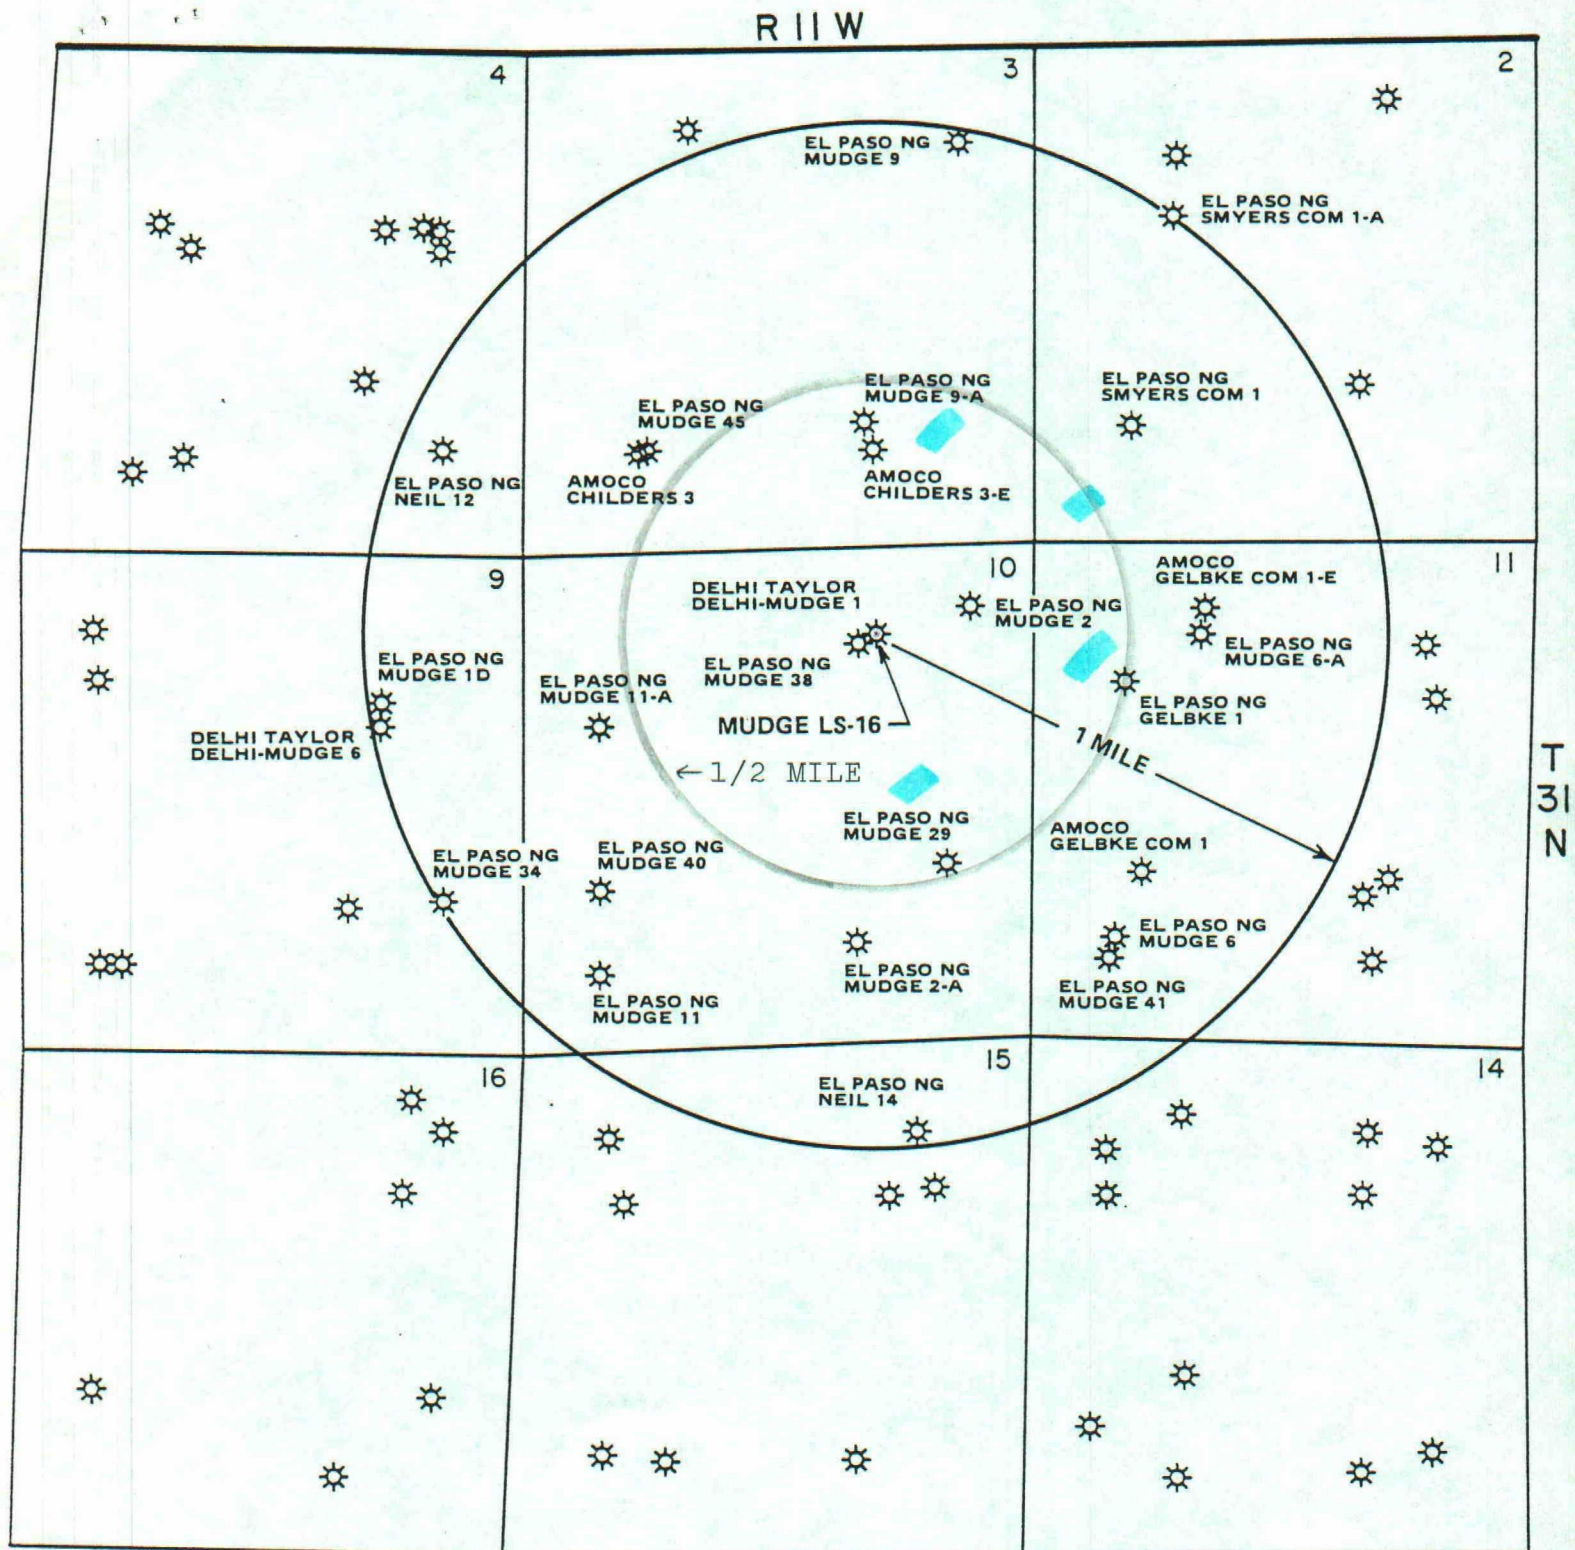 R 11 W
4
3
2
EL PASO NG
MUDGE 9
EL PASO NG
SMYERS COM 1-A
EL PASO NG
MUDGE 9-A
EL PASO NG
SMYERS COM 1
EL PASO NG
MUDGE 45
EL PASO NG
NEIL 12
AMOCO
CHILDERS 3
AMOCO
CHILDERS 3-E
9
10
11
AMOCO
GELBKE COM 1-E
DELHI TAYLOR
DELHI-MUDGE 1
EL PASO NG
MUDGE 2
EL PASO NG
MUDGE 6-A
EL PASO NG
MUDGE 1D
EL PASO NG
MUDGE 11-A
EL PASO NG
MUDGE 38
EL PASO NG
GELBKE 1
MUDGE LS-16
DELHI TAYLOR
DELHI-MUDGE 6
1 MILE
←1/2 MILE
T
31
N
EL PASO NG
MUDGE 29
AMOCO
GELBKE COM 1
EL PASO NG
MUDGE 34
EL PASO NG
MUDGE 40
EL PASO NG
MUDGE 6
EL PASO NG
MUDGE 2-A
EL PASO NG
MUDGE 41
EL PASO NG
MUDGE 11
16
15
14
EL PASO NG
NEIL 14